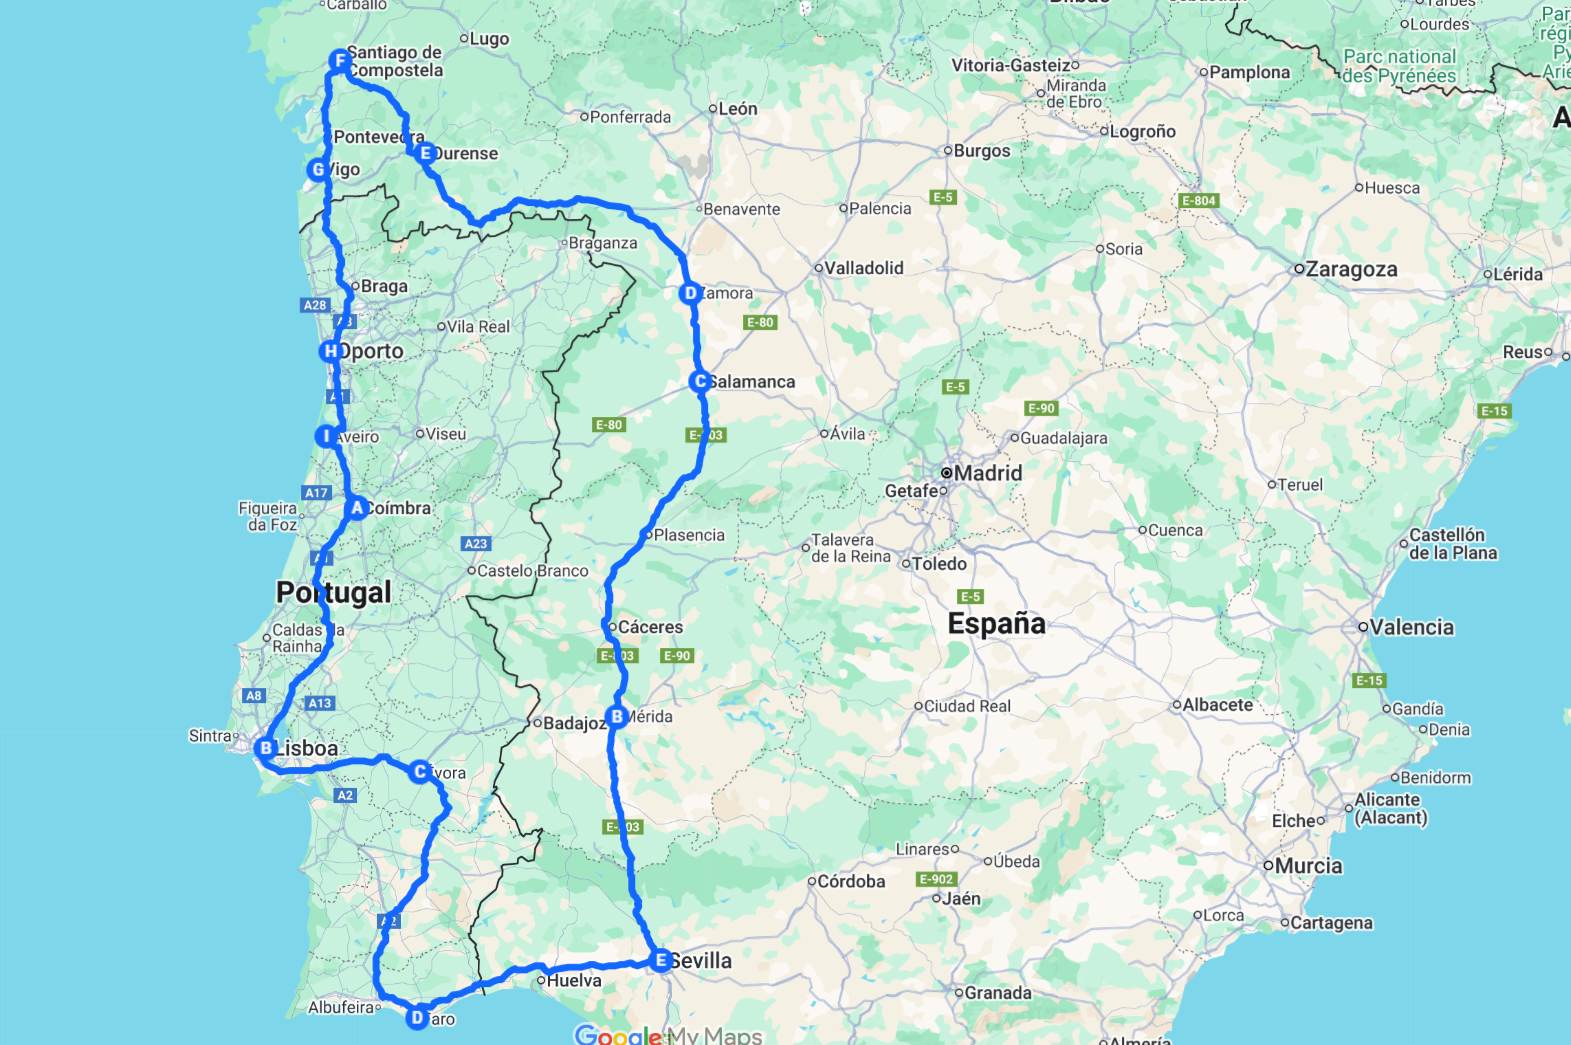 Carballo
Bilbao
Tarbes
Lourdes
Lugo
F
Santiago de
Compostela
Vitoria-Gasteiz
Pamplona
Parc national
des Pyrénées
Miranda
de Ebro
León
Ponferrada
Logroño
Pontevedra
E
Ourense
Burgos
G
Vigo
Huesca
E-5
E-804
Benavente
Palencia
Braganza
Soria
Valladolid
Zaragoza
Lérida
Braga
D
Zamora
A28
A3
E-80
Vila Real
H
Oporto
Reus
C
Salamanca
E-5
A1
E-90
E-15
E-80
I
Aveiro
Viseu
E-803
Ávila
Guadalajara
Madrid
Getafe
Teruel
A17
A
Coímbra
Figueira
da Foz
Plasencia
Cuenca
Castellón
de la Plana
A23
Talavera
de la Reina
A1
Toledo
Castelo Branco
Portugal
E-5
España
Cáceres
Valencia
Caldas da
Rainha
E-803
E-90
E-15
A8
A13
Ciudad Real
Albacete
Gandía
B
Mérida
Badajoz
Denia
Sintra
B
Lisboa
C
Évora
Benidorm
A2
Alicante
(Alacant)
Elche
E-803
Linares
Úbeda
Murcia
Córdoba
E-902
Jaén
Lorca
Cartagena
A2
E
Sevilla
Huelva
Granada
Albufeira
D
Faro
Google My Maps
Almería